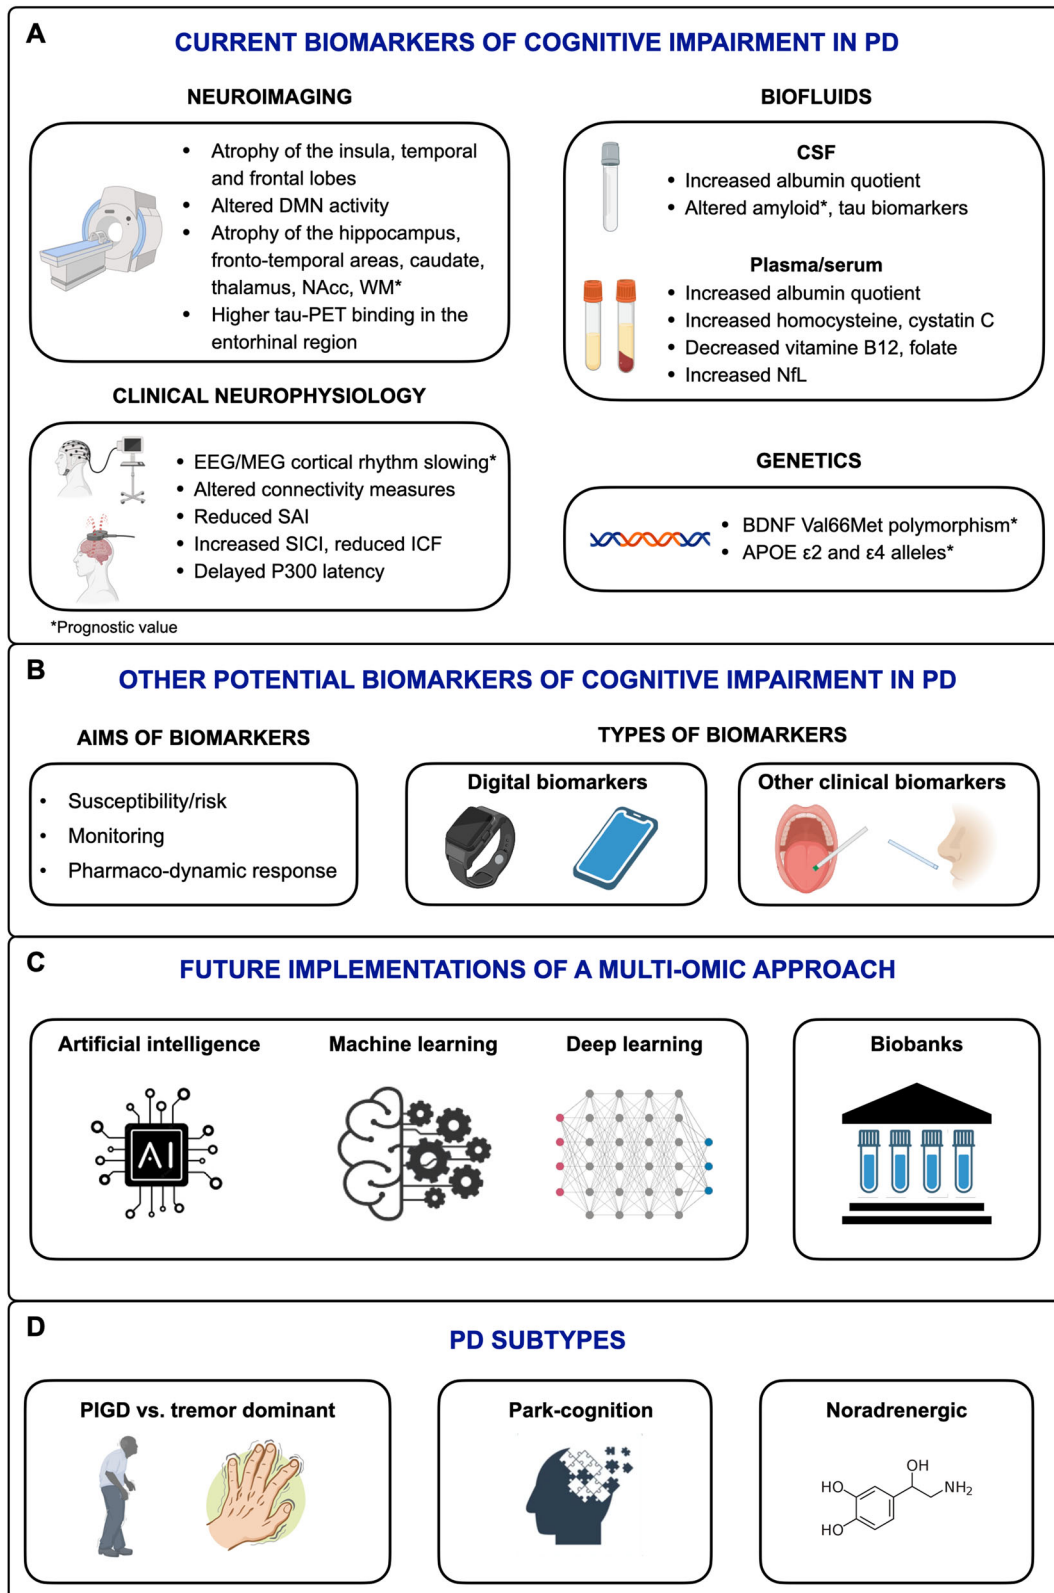 A
CURRENT BIOMARKERS OF COGNITIVE IMPAIRMENT IN PD
NEUROIMAGING
• Atrophy of the insula, temporal
and frontal lobes
• Altered DMN activity
• Atrophy of the hippocampus,
fronto-temporal areas, caudate,
thalamus, NAcc, WM*
• Higher tau-PET binding in the
entorhinal region
BIOFLUIDS
CSF
• Increased albumin quotient
• Altered amyloid*, tau biomarkers
Plasma/serum
• Increased albumin quotient
• Increased homocysteine, cystatin C
• Decreased vitamine B12, folate
• Increased NfL
CLINICAL NEUROPHYSIOLOGY
• EEG/MEG cortical rhythm slowing*
• Altered connectivity measures
• Reduced SAI
• Increased SICI, reduced ICF
• Delayed P300 latency
GENETICS
• BDNF Val66Met polymorphism*
• APOE ε2 and ε4 alleles*
*Prognostic value
B
OTHER POTENTIAL BIOMARKERS OF COGNITIVE IMPAIRMENT IN PD
AIMS OF BIOMARKERS
• Susceptibility/risk
• Monitoring
• Pharmaco-dynamic response
TYPES OF BIOMARKERS
Digital biomarkers
Other clinical biomarkers
C
FUTURE IMPLEMENTATIONS OF A MULTI-OMIC APPROACH
Artificial intelligence
Machine learning
Deep learning
Biobanks
AI
D
PD SUBTYPES
PIGD vs. tremor dominant
Park-cognition
Noradrenergic
OH
HO
NH₂
HO